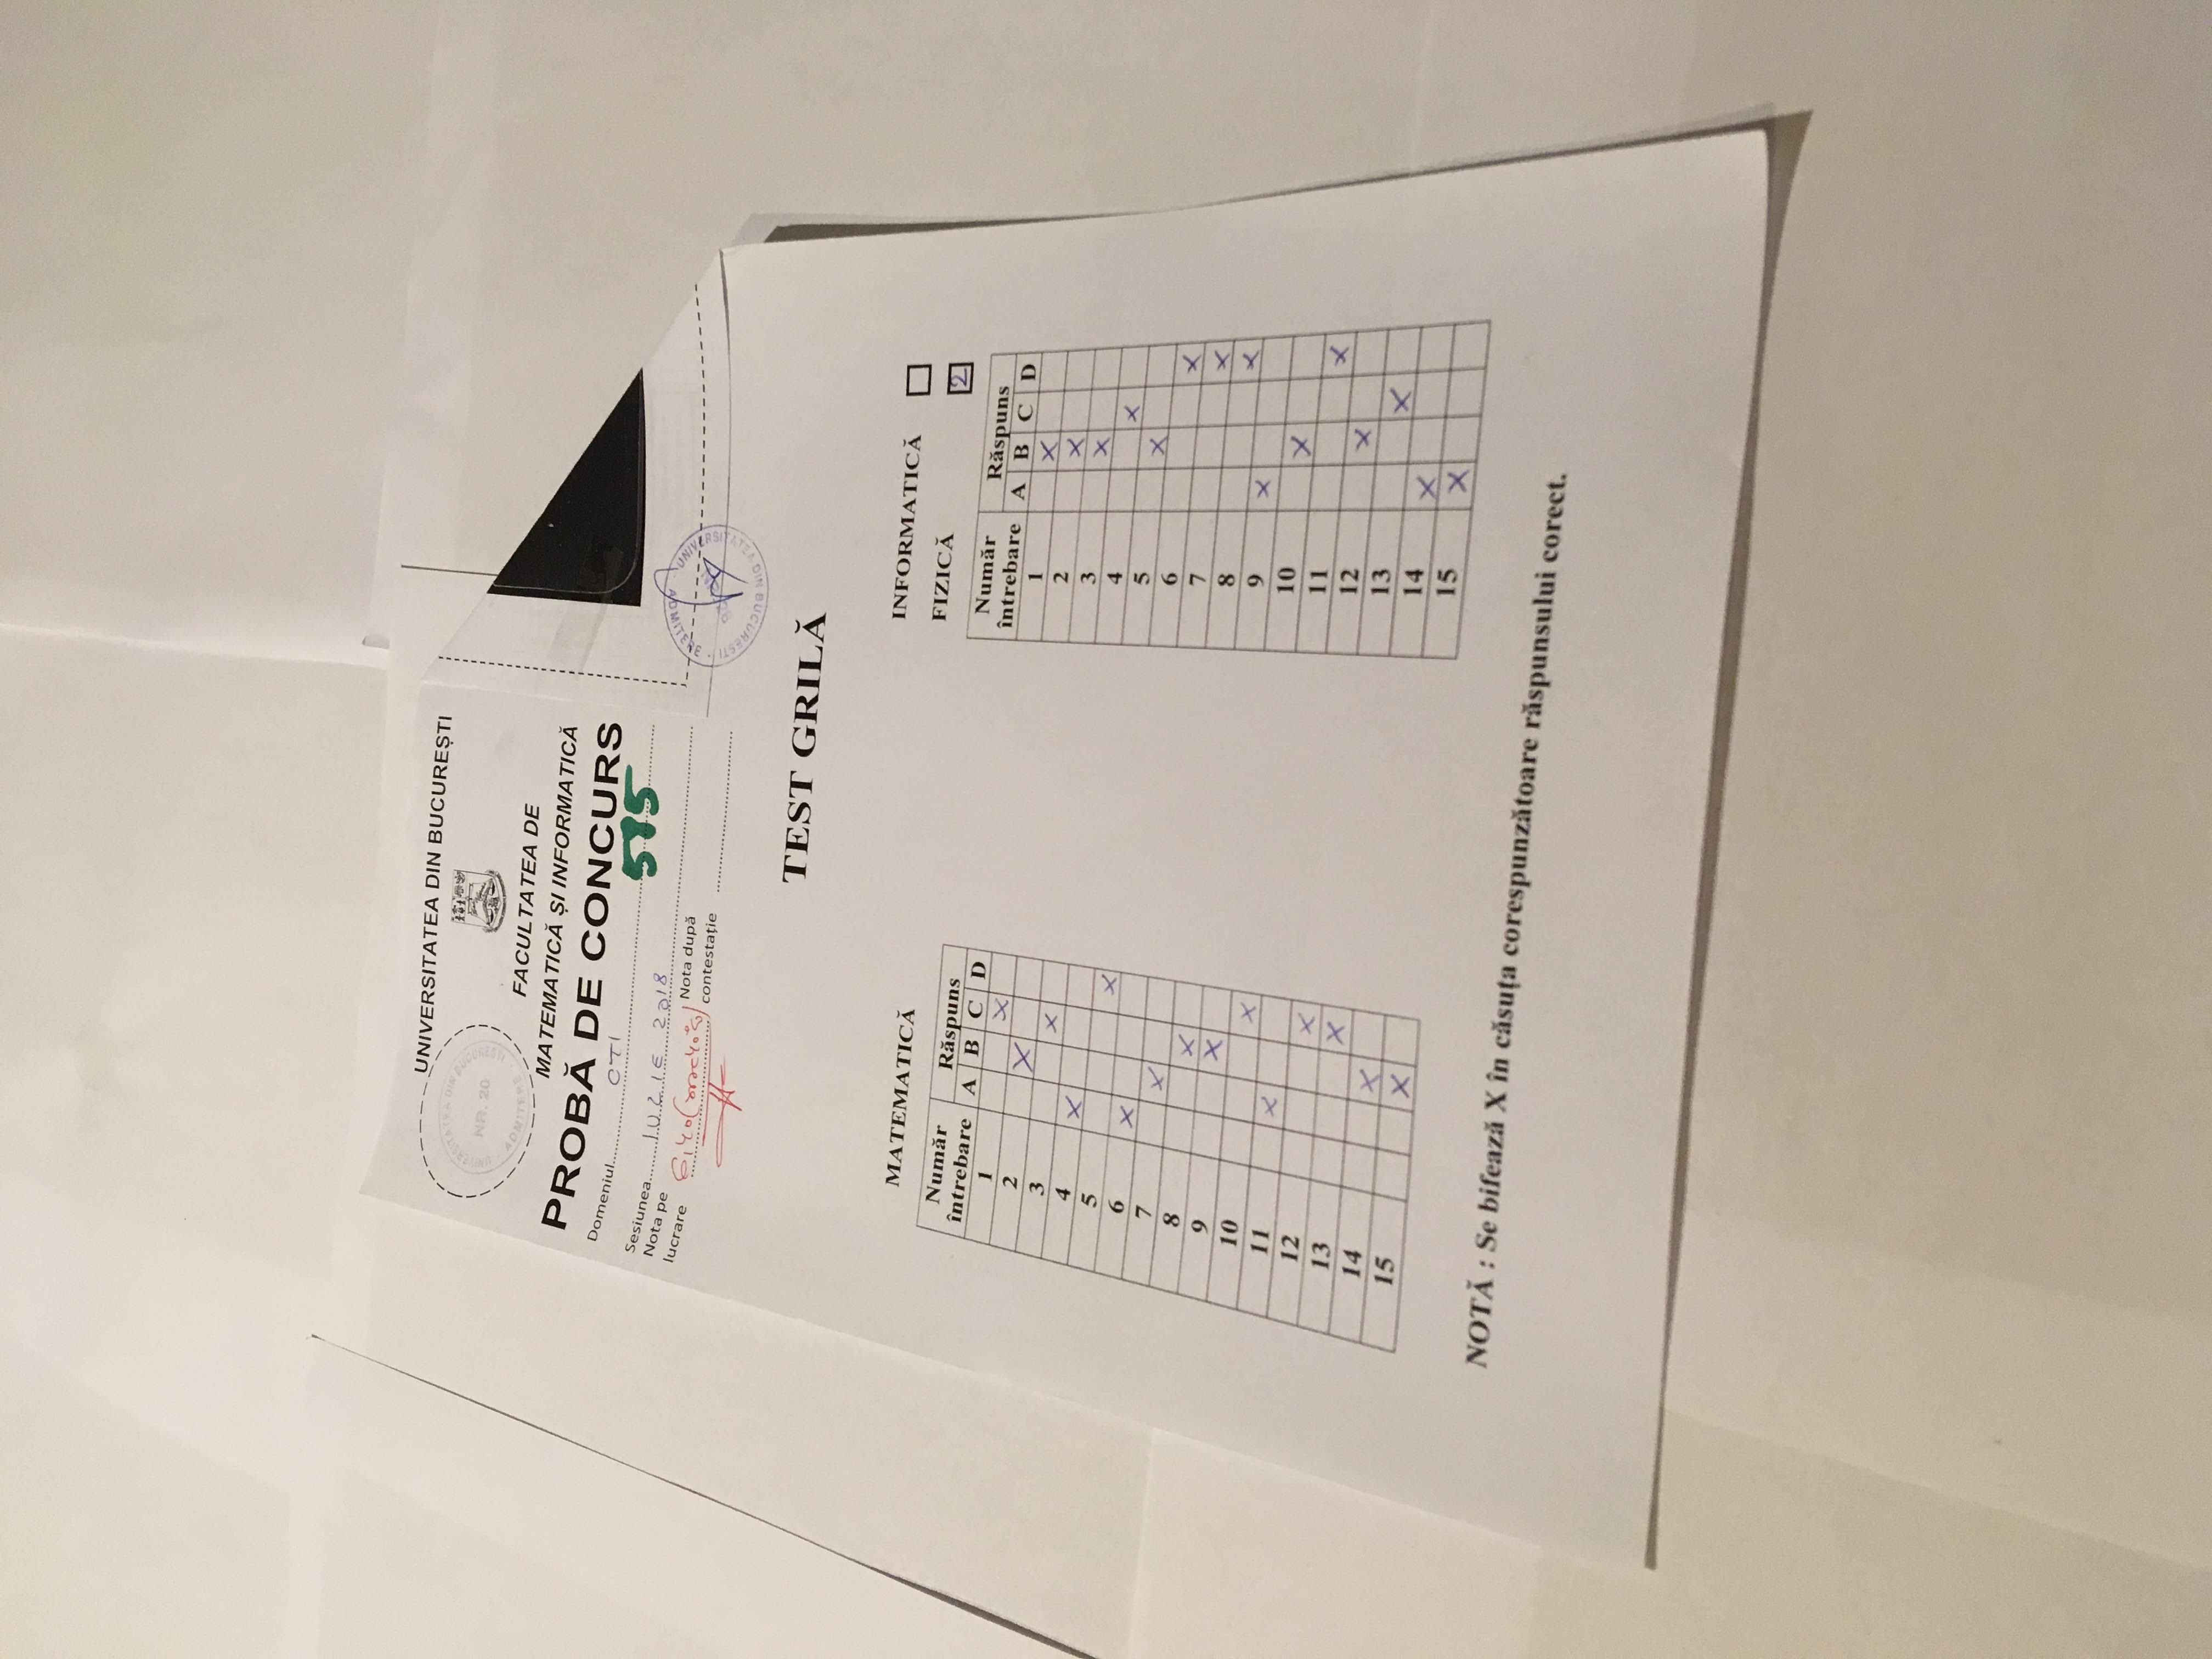 UNIVERSITATEA DIN BUCUREȘTI
UNIVERSITATEA DIN BUCUREȘTI
NR. 20
ADMITERE
FACULTATEA DE
MATEMATICĂ ȘI INFORMATICĂ
PROBĂ DE CONCURS
Domeniul CTI
575
Sesiunea IULIE 2018
Nota pe
lucrare 6,40
Nota după
contestație
UNIVERSITATEA DIN BUCUREȘTI
ADMITERE
TEST GRILĂ
MATEMATICĂ
Număr
întrebare Răspuns
A B C D
1 X
2 X
3 X
4 X
5 X
6 X
7 X
8 X
9 X
10 X
11 X
12 X
13 X
14 X
15 X
INFORMATICĂ
FIZICĂ 2
Număr
întrebare Răspuns
A B C D
1 X
2 X
3 X
4 X
5 X
6 X
7 X
8 X
9 X
10 X
11 X
12 X
13 X
14 X
15 X
NOTĂ : Se bifează X în căsuța corespunzătoare răspunsului corect.